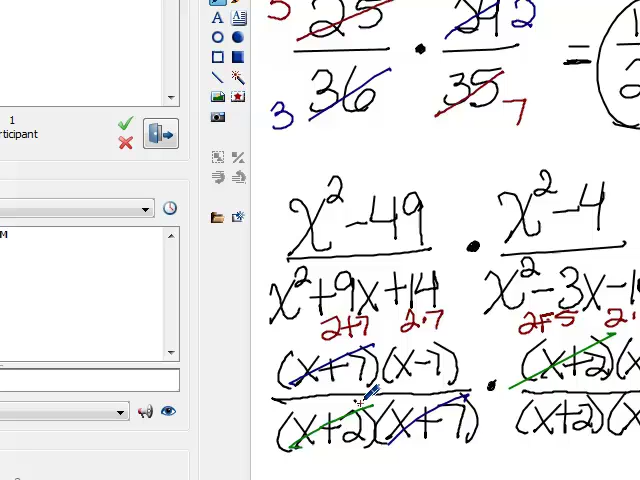 5 25 24 2
36 · 35 =
3 7
1
rticipant
M
A
x² - 49 · x² - 4
x² + 9x + 14 x² - 3x - 1
2+7 2·7 2+-5 2·
(x+7)(x-7) · (x+2)(x
(x+2)(x+7) (x+2)(x